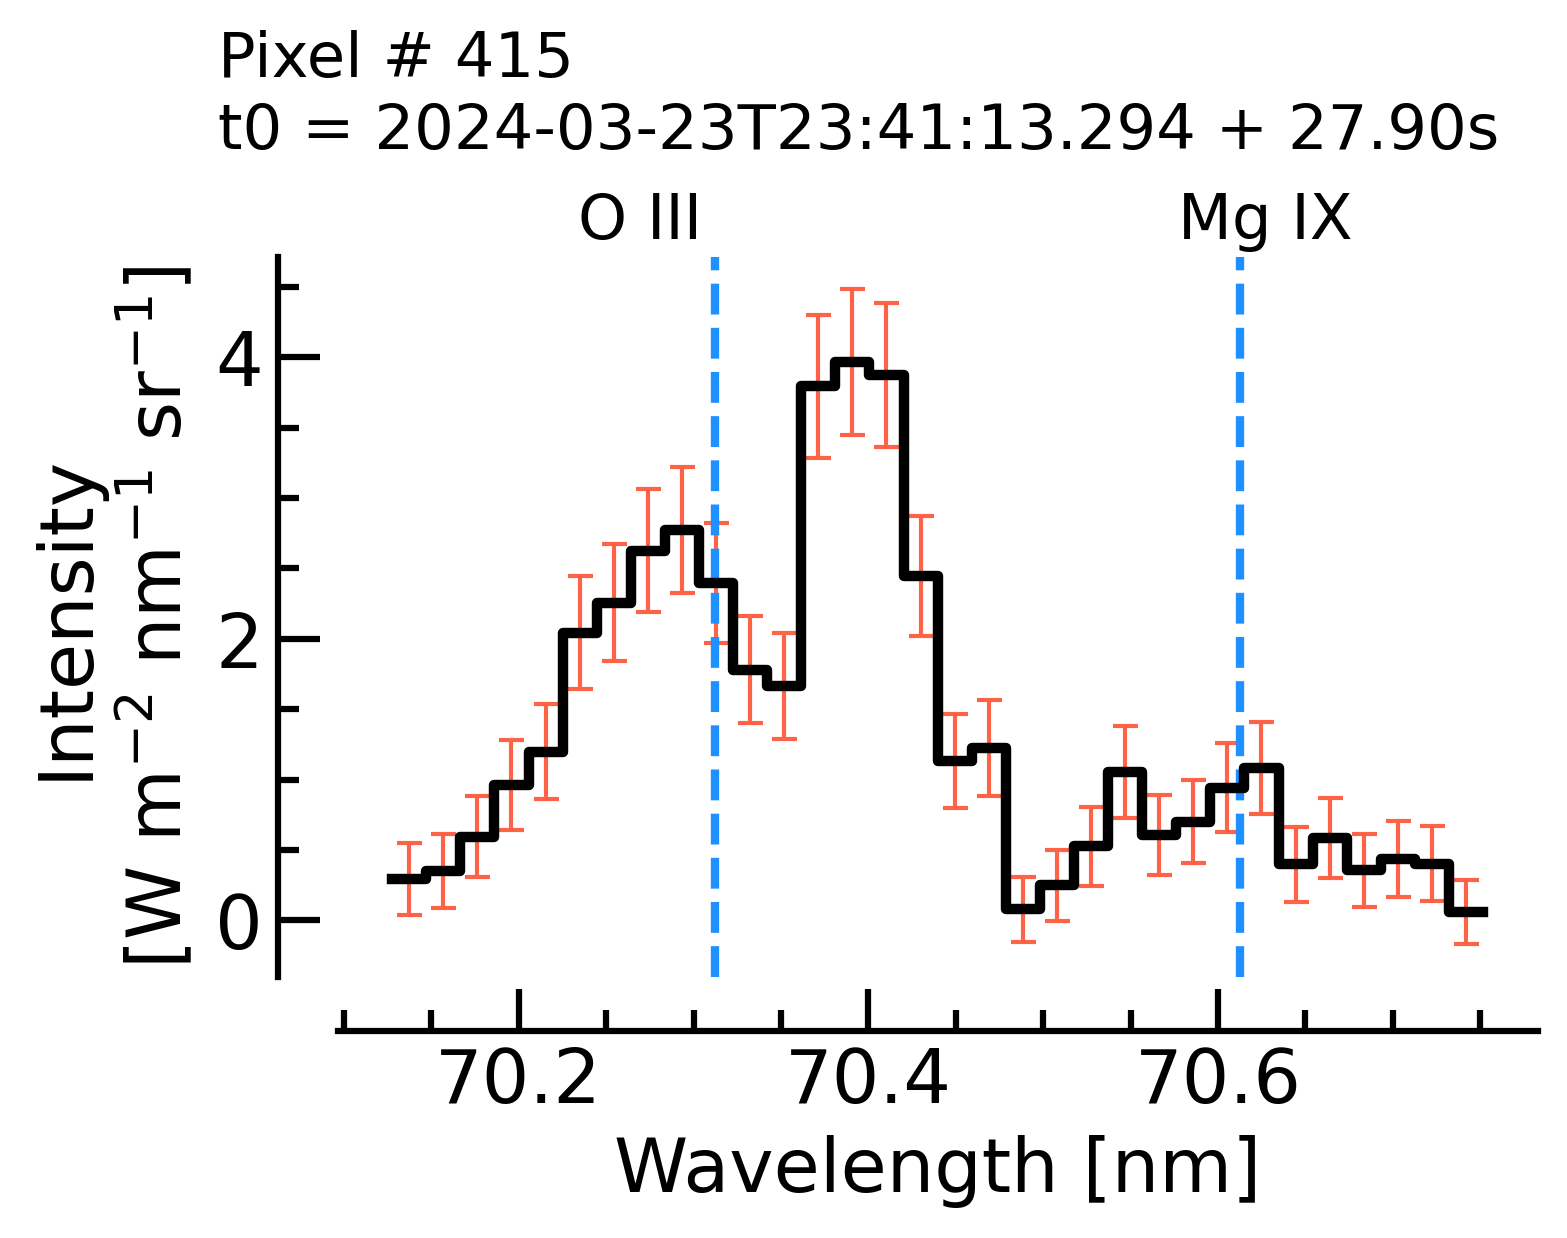 Pixel # 415
t0 = 2024-03-23T23:41:13.294 + 27.90s
O III Mg IX
Intensity
[W m⁻² nm⁻¹ sr⁻¹]
4
2
0
70.2 70.4 70.6
Wavelength [nm]